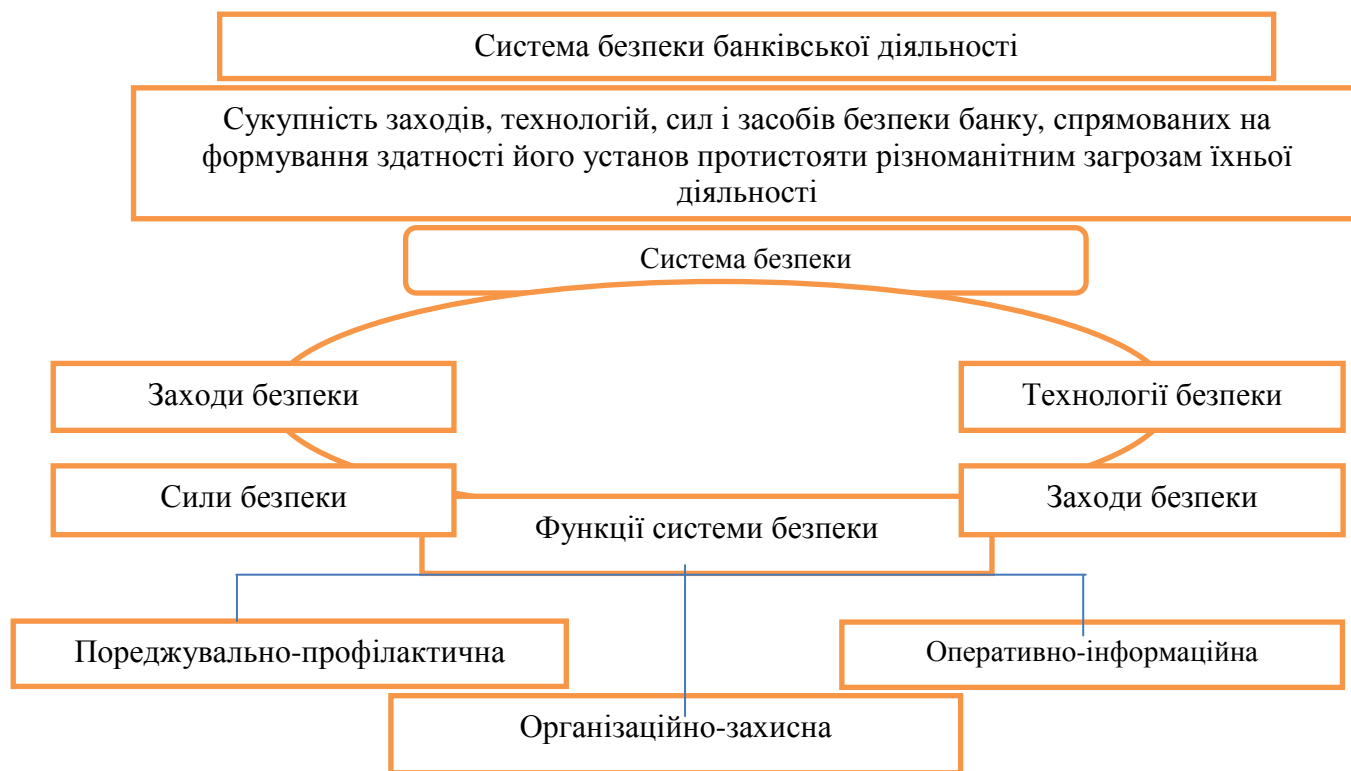 Система безпеки банківської діяльності
Сукупність заходів, технологій, сил і засобів безпеки банку, спрямованих на
формування здатності його установ протистояти різноманітним загрозам їхньої
діяльності
Система безпеки
Заходи безпеки
Технології безпеки
Сили безпеки
Заходи безпеки
Функції системи безпеки
Пореджувально-профілактична
Оперативно-інформаційна
Організаційно-захисна